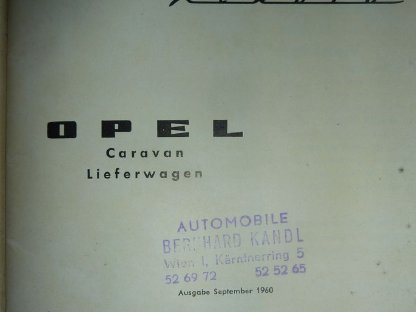 OPEL
Caravan
Lieferwagen
AUTOMOBILE
BERNHARD KANDL
Wien I, Kärntnerring 5
52 69 72 52 52 65
Ausgabe September 1960